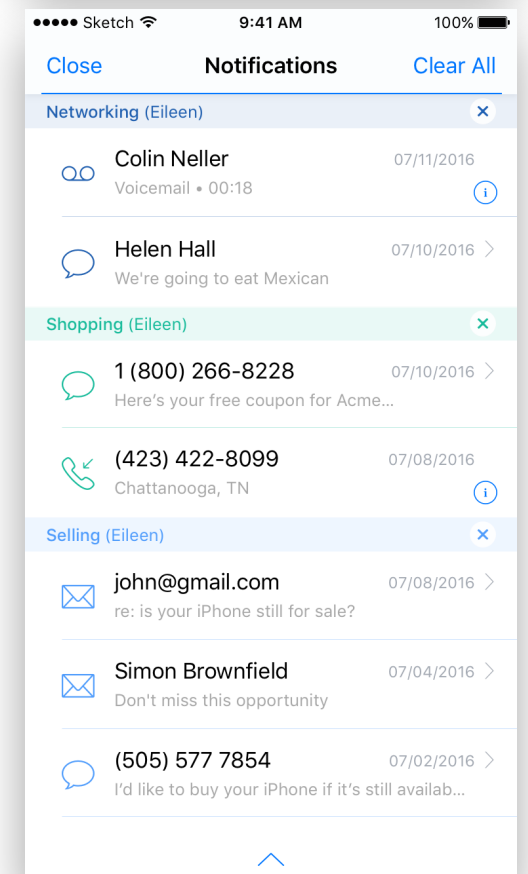 Sketch 9:41 AM 100%
Close Notifications Clear All
Networking (Eileen)
Colin Neller 07/11/2016
Voicemail • 00:18
Helen Hall 07/10/2016
We're going to eat Mexican
Shopping (Eileen)
1 (800) 266-8228 07/10/2016
Here’s your free coupon for Acme...
(423) 422-8099 07/08/2016
Chattanooga, TN
Selling (Eileen)
john@gmail.com 07/08/2016
re: is your iPhone still for sale?
Simon Brownfield 07/04/2016
Don't miss this opportunity
(505) 577 7854 07/02/2016
I’d like to buy your iPhone if it’s still availab...